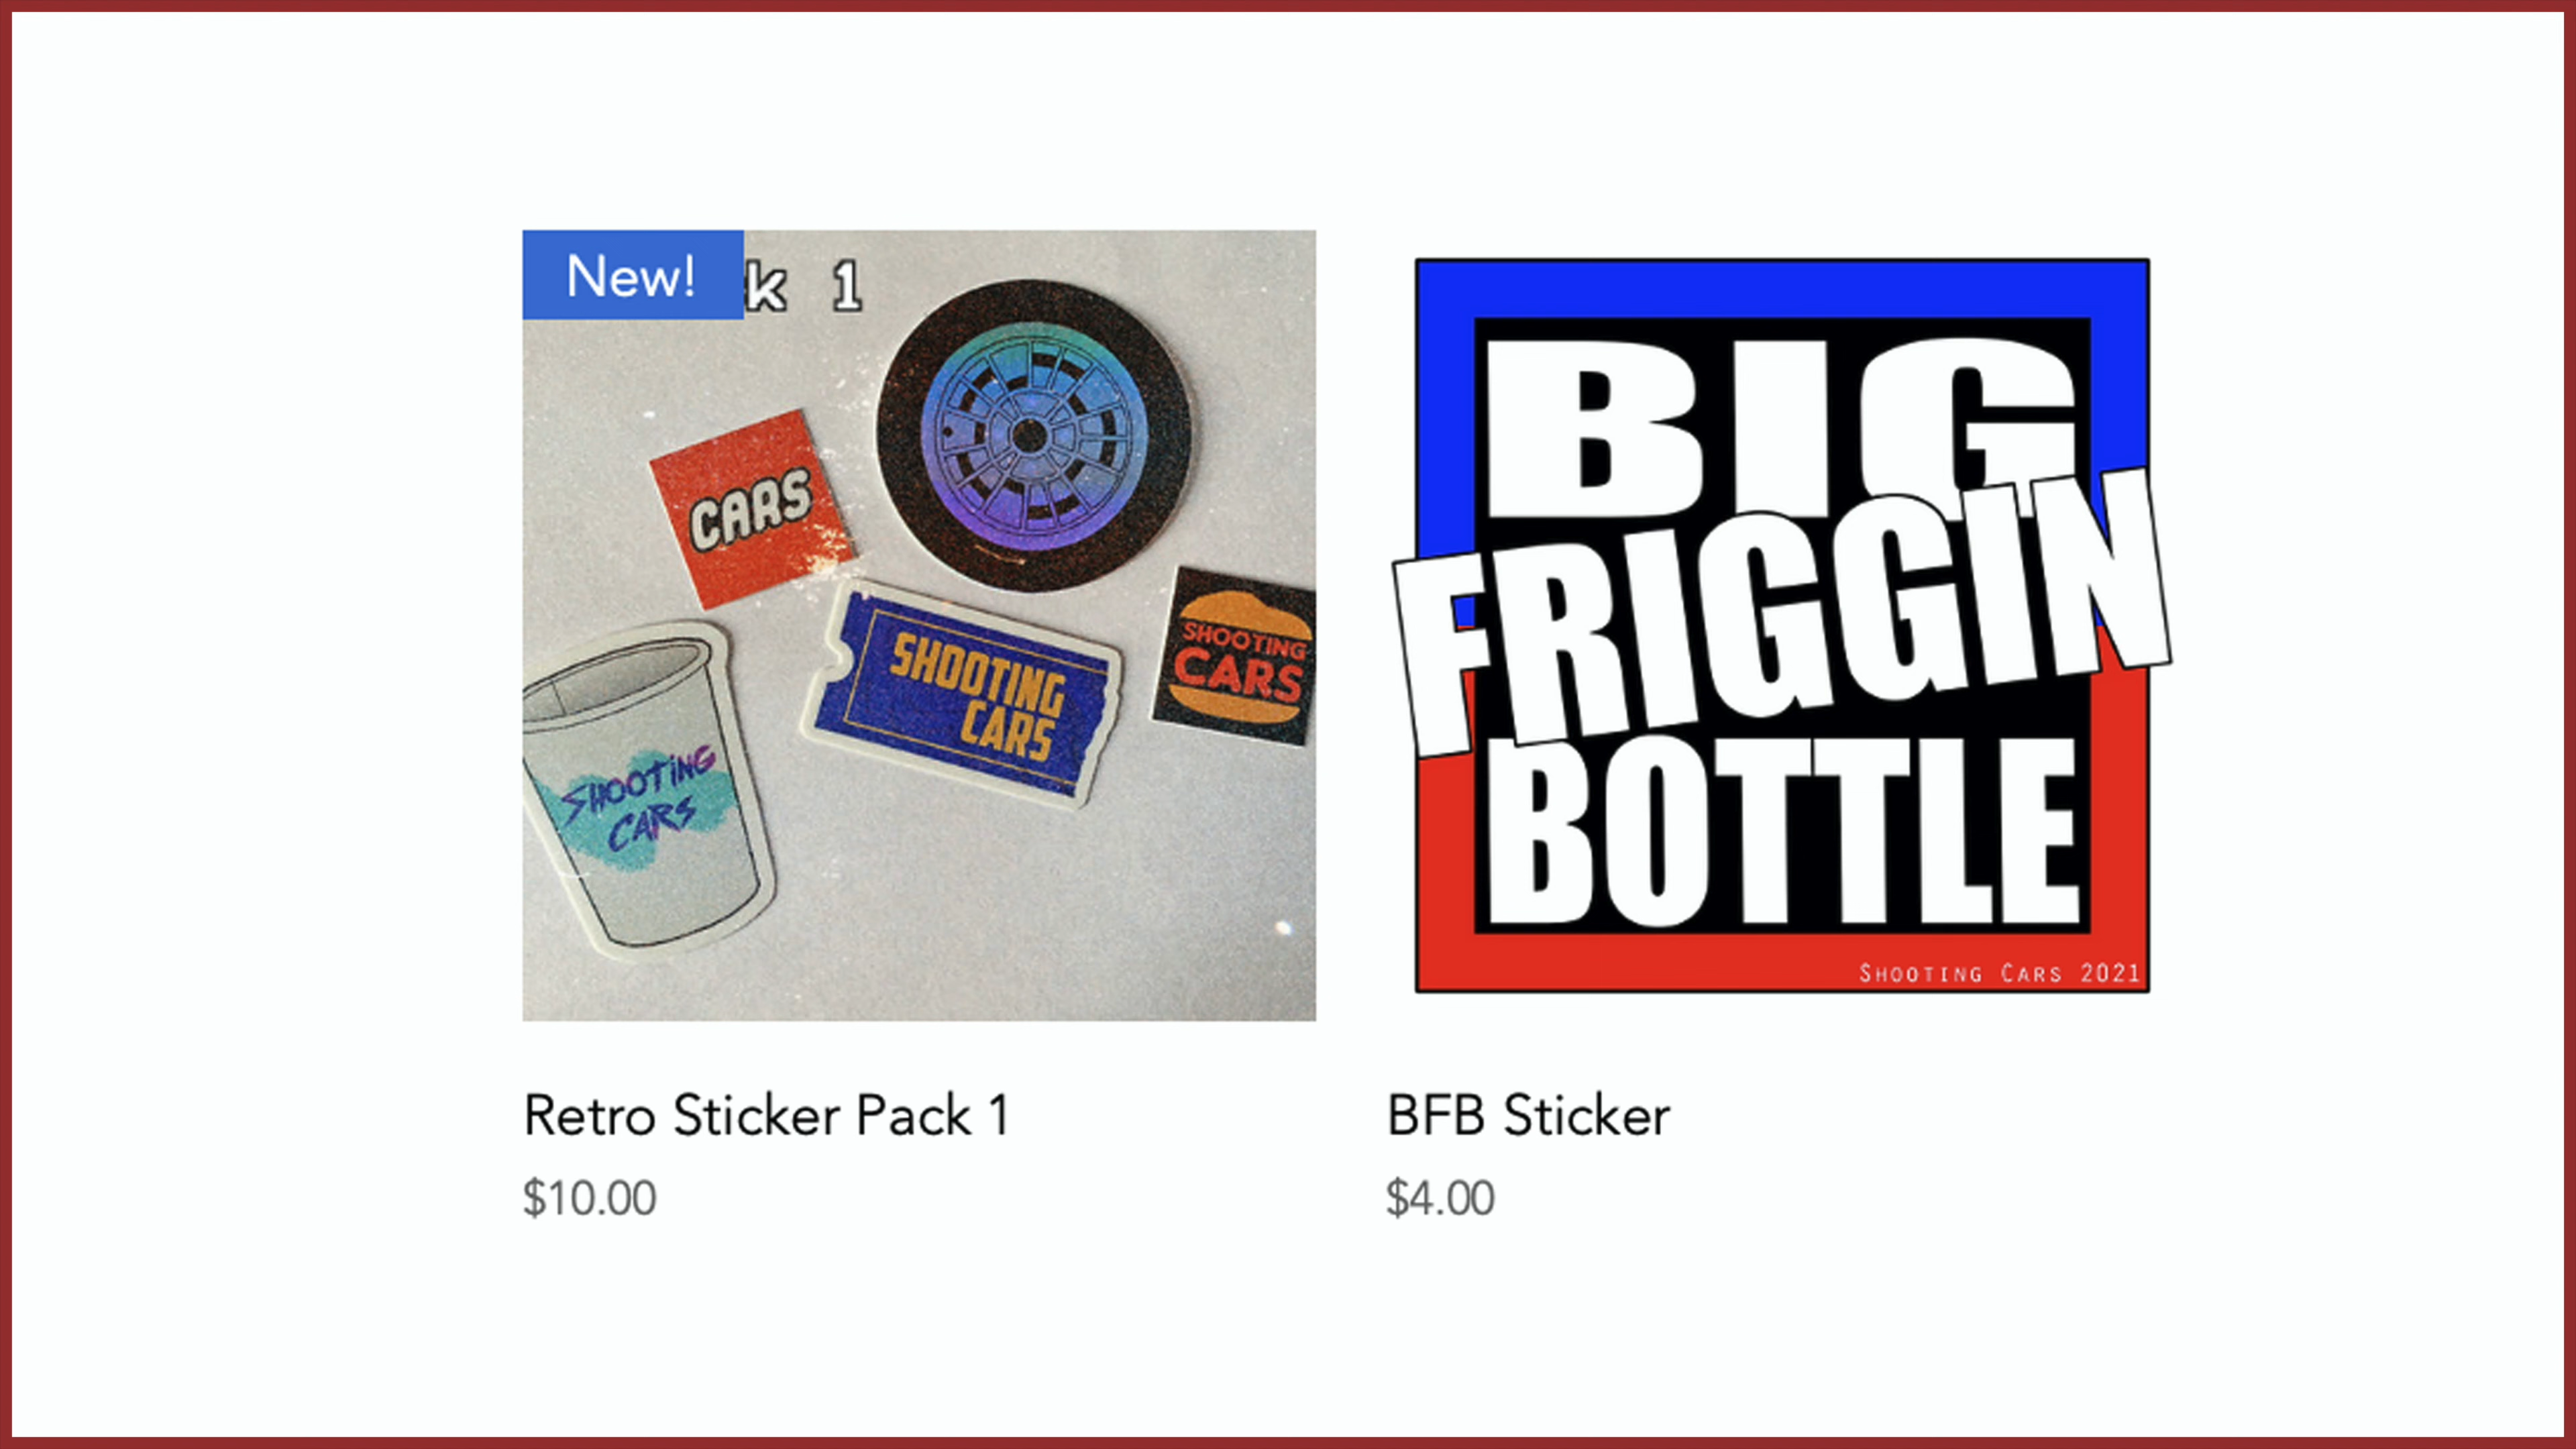 New!
k 1
CARS
SHOOTING
CARS
SHOOTING
CARS
SHOOTING
CARS
BIG
FRIGGIN
BOTTLE
SHOOTING CARS 2021
Retro Sticker Pack 1
$10.00
BFB Sticker
$4.00